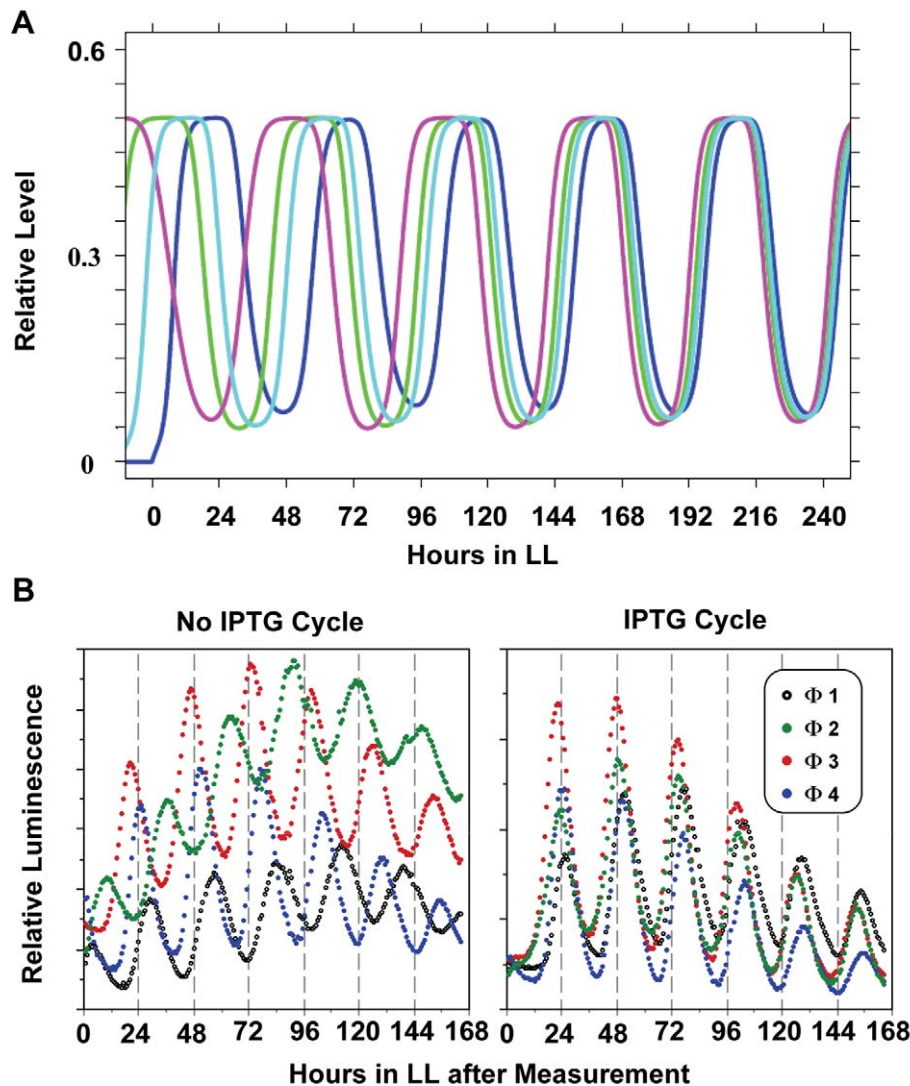 A
0.6
0.3
0
Relative Level
0 24 48 72 96 120 144 168 192 216 240
Hours in LL
B
No IPTG Cycle
IPTG Cycle
Relative Luminescence
Φ 1
Φ 2
Φ 3
Φ 4
0 24 48 72 96 120 144 168
0 24 48 72 96 120 144 168
Hours in LL after Measurement